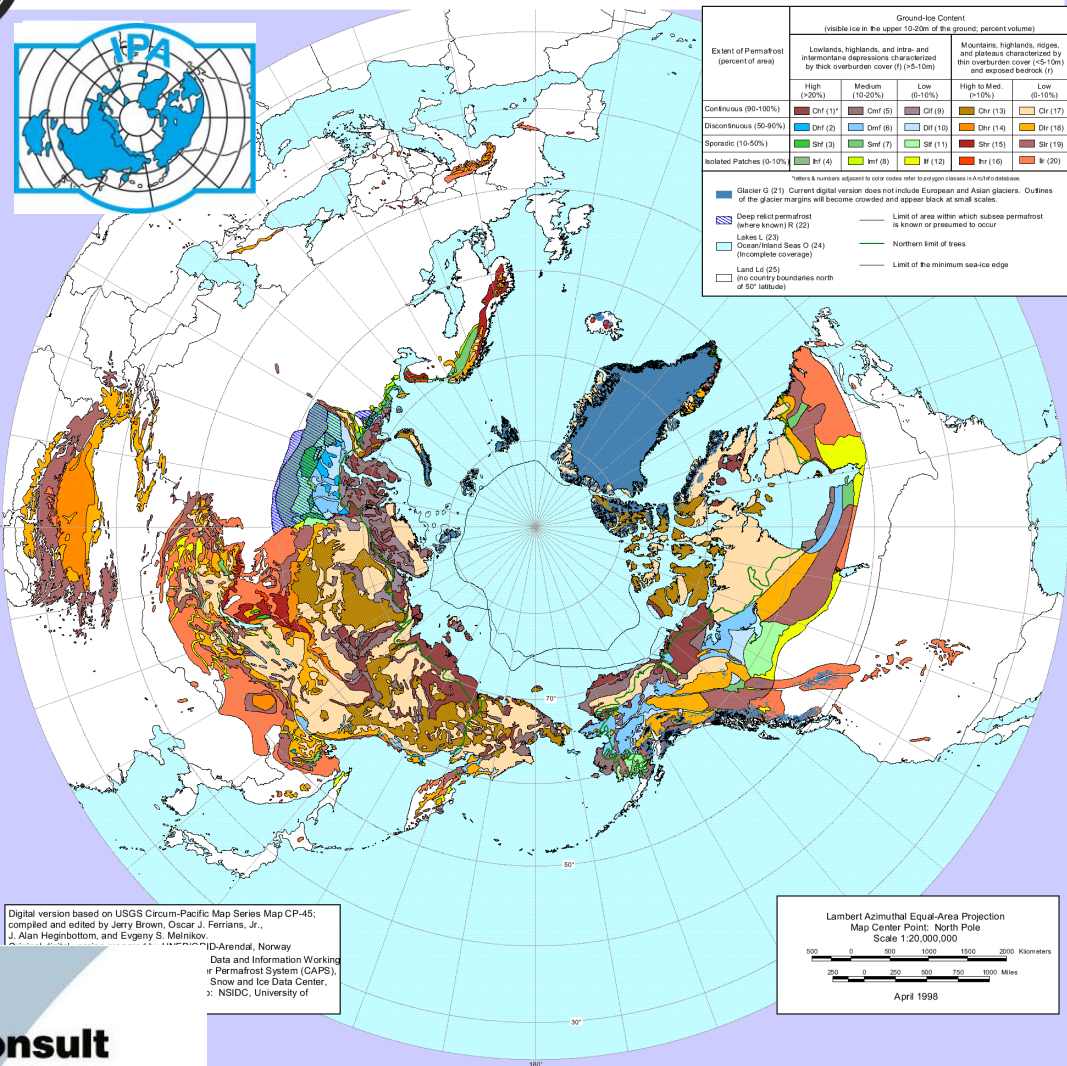 IPA
Ground-Ice Content
(visible ice in the upper 10-20m of the ground; percent volume)
Extent of Permafrost
(percent of area)
Lowlands, highlands, and intra- and
intermontane depressions characterized
by thick overburden cover (f) (>5-10m)
Mountains, highlands, ridges,
and plateaus characterized by
thin overburden cover (<5-10m)
and exposed bedrock (r)
High
(>20%)
Medium
(10-20%)
Low
(0-10%)
High to Med.
(>10%)
Low
(0-10%)
Continuous (90-100%) Chf (1)* Cmf (5) Clf (9) Chr (13) Clr (17)
Discontinuous (50-90%) Dhf (2) Dmf (6) Dlf (10) Dhr (14) Dlr (18)
Sporadic (10-50%) Shf (3) Smf (7) Slf (11) Shr (15) Slr (19)
Isolated Patches (0-10%) Ihf (4) Imf (8) Ilf (12) Ihr (16) Ilr (20)
*letters & numbers adjacent to color codes refer to polygon classes in Arc/Info database.
Glacier G (21) Current digital version does not include European and Asian glaciers. Outlines
of the glacier margins will become crowded and appear black at small scales.
Deep relict permafrost
(where known) R (22)
Lakes L (23)
Ocean/Inland Seas O (24)
(Incomplete coverage)
Land Ld (25)
(no country boundaries north
of 50° latitude)
Limit of area within which subsea permafrost
is known or presumed to occur
Northern limit of trees
Limit of the minimum sea-ice edge
70°
50°
30°
180°
Digital version based on USGS Circum-Pacific Map Series Map CP-45;
compiled and edited by Jerry Brown, Oscar J. Ferrians, Jr.,
J. Alan Heginbottom, and Evgeny S. Melnikov.
-Arendal, Norway
Data and Information Working
r Permafrost System (CAPS),
Snow and Ice Data Center,
: NSIDC, University of
onsult
Lambert Azimuthal Equal-Area Projection
Map Center Point: North Pole
Scale 1:20,000,000
500 0 500 1000 1500 2000 Kilometers
250 0 250 500 750 1000 Miles
April 1998